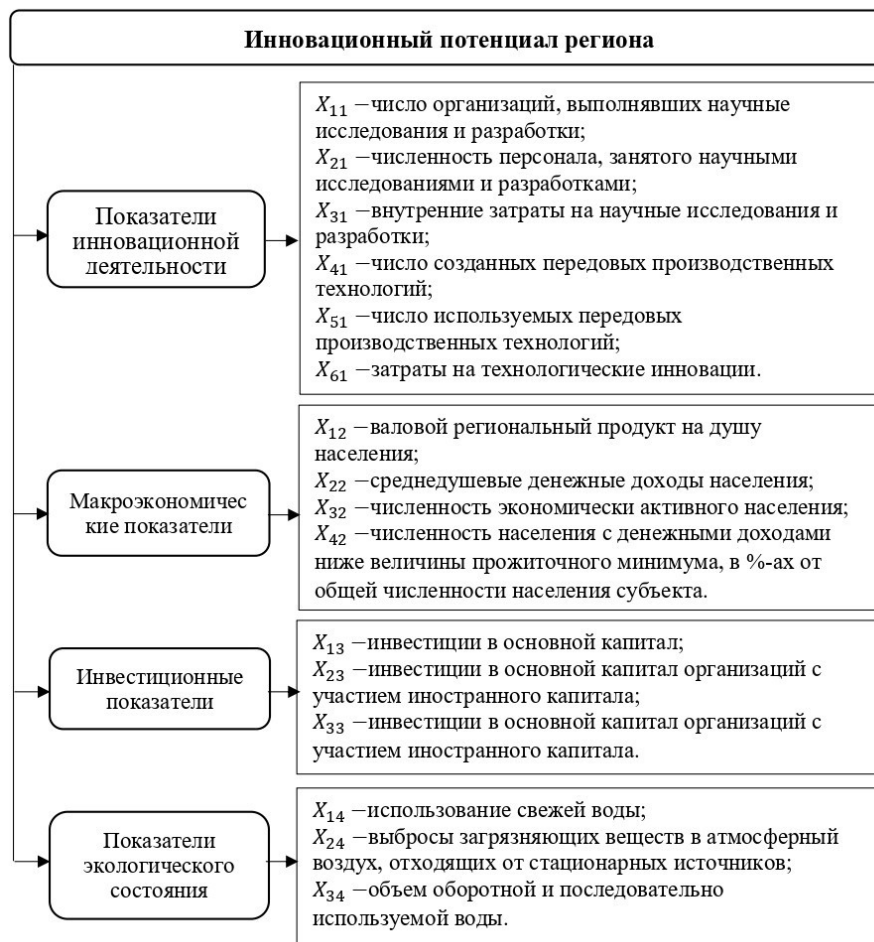 Инновационный потенциал региона
Показатели
инновационной
деятельности
X₁₁ –число организаций, выполнявших научные
исследования и разработки;
X₂₁ –численность персонала, занятого научными
исследованиями и разработками;
X₃₁ –внутренние затраты на научные исследования и
разработки;
X₄₁ –число созданных передовых производственных
технологий;
X₅₁ –число используемых передовых
производственных технологий;
X₆₁ –затраты на технологические инновации.
Макроэкономичес
кие показатели
X₁₂ –валовой региональный продукт на душу
населения;
X₂₂ –среднедушевые денежные доходы населения;
X₃₂ –численность экономически активного населения;
X₄₂ –численность населения с денежными доходами
ниже величины прожиточного минимума, в %-ах от
общей численности населения субъекта.
Инвестиционные
показатели
X₁₃ –инвестиции в основной капитал;
X₂₃ –инвестиции в основной капитал организаций с
участием иностранного капитала;
X₃₃ –инвестиции в основной капитал организаций с
участием иностранного капитала.
Показатели
экологического
состояния
X₁₄ –использование свежей воды;
X₂₄ –выбросы загрязняющих веществ в атмосферный
воздух, отходящих от стационарных источников;
X₃₄ –объем оборотной и последовательно
используемой воды.